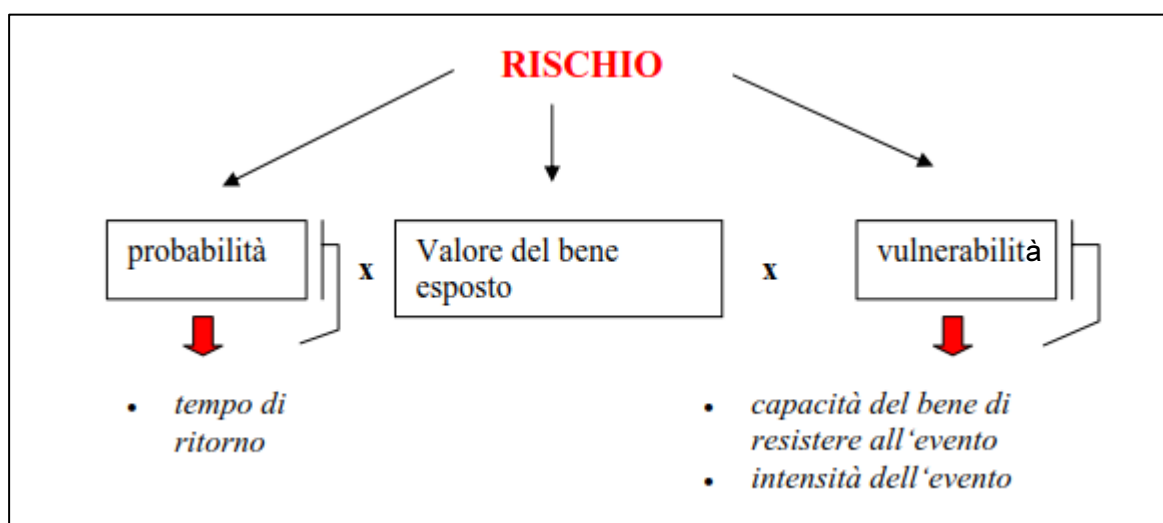 RISCHIO
probabilità
x
Valore del bene
esposto
x
vulnerabilità
• tempo di
ritorno
• capacità del bene di
resistere all‘evento
• intensità dell‘evento